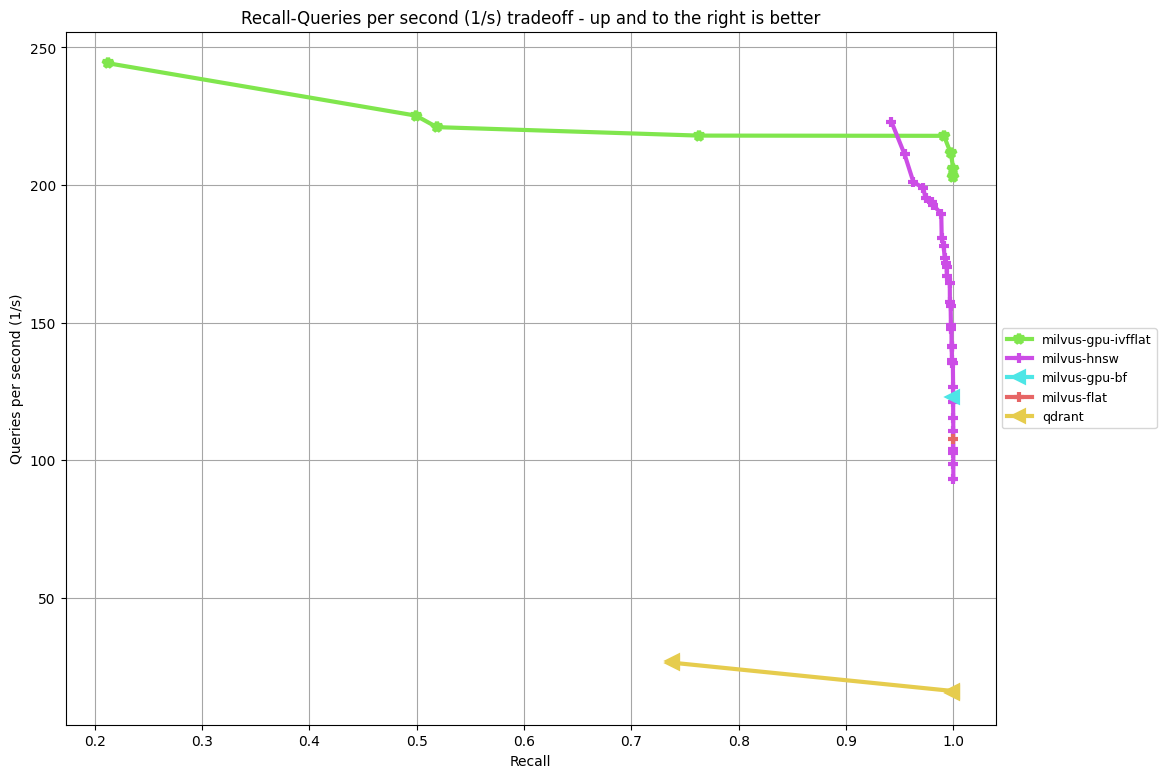 Recall-Queries per second (1/s) tradeoff - up and to the right is better
Queries per second (1/s)
250
200
150
100
50
0.2 0.3 0.4 0.5 0.6 0.7 0.8 0.9 1.0
Recall
milvus-gpu-ivfflat
milvus-hnsw
milvus-gpu-bf
milvus-flat
qdrant